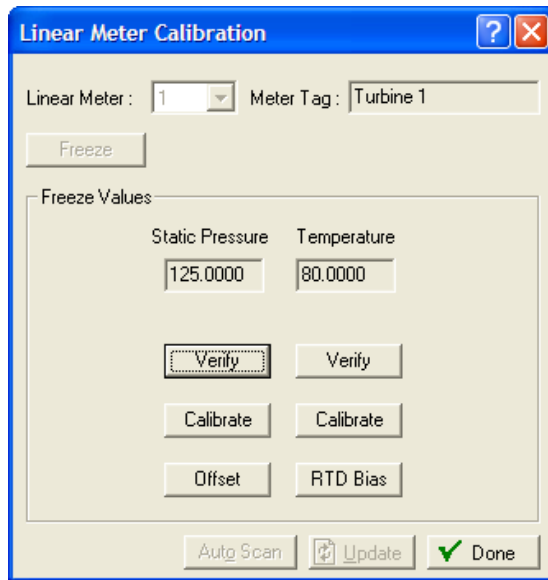 Linear Meter Calibration
Linear Meter : 1 Meter Tag : Turbine 1
Freeze
Freeze Values
Static Pressure Temperature
125.0000 80.0000
Verify Verify
Calibrate Calibrate
Offset RTD Bias
Auto Scan Update Done